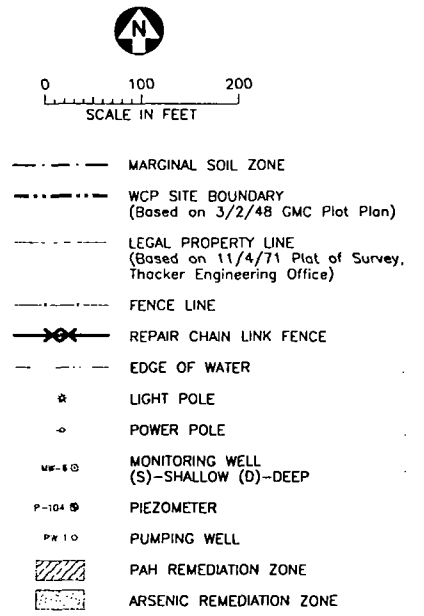 N
0 100 200
SCALE IN FEET
MARGINAL SOIL ZONE
WCP SITE BOUNDARY
(Based on 3/2/48 GMC Plot Plan)
LEGAL PROPERTY LINE
(Based on 11/4/71 Plat of Survey,
Thacker Engineering Office)
FENCE LINE
REPAIR CHAIN LINK FENCE
EDGE OF WATER
LIGHT POLE
POWER POLE
MW-6 MONITORING WELL
(S)-SHALLOW (D)-DEEP
P-104 PIEZOMETER
PW 1 PUMPING WELL
PAH REMEDIATION ZONE
ARSENIC REMEDIATION ZONE